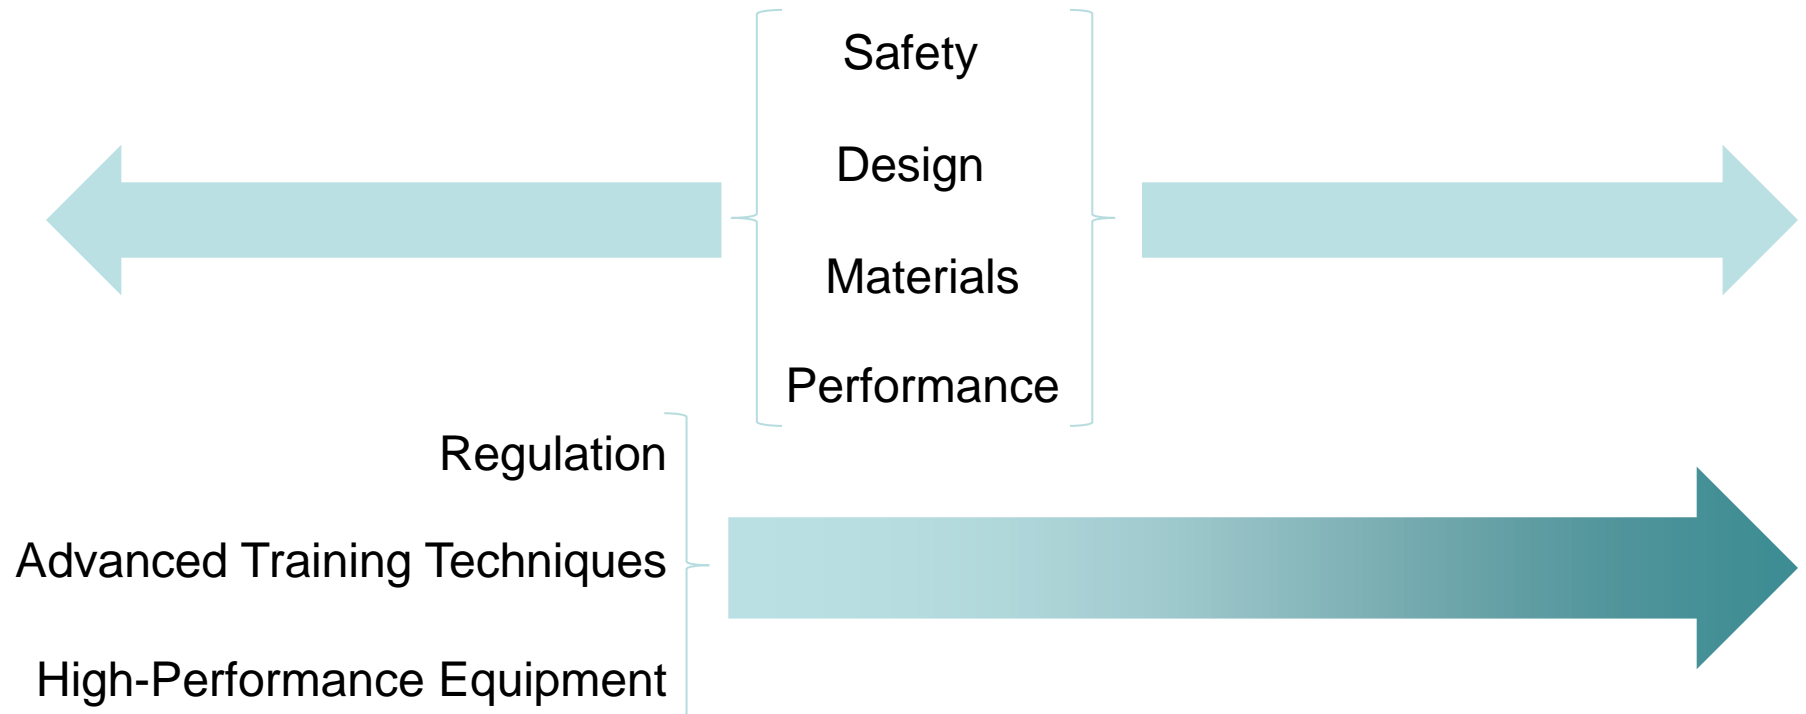 Safety
Design
Materials
Performance
Regulation
Advanced Training Techniques
High-Performance Equipment